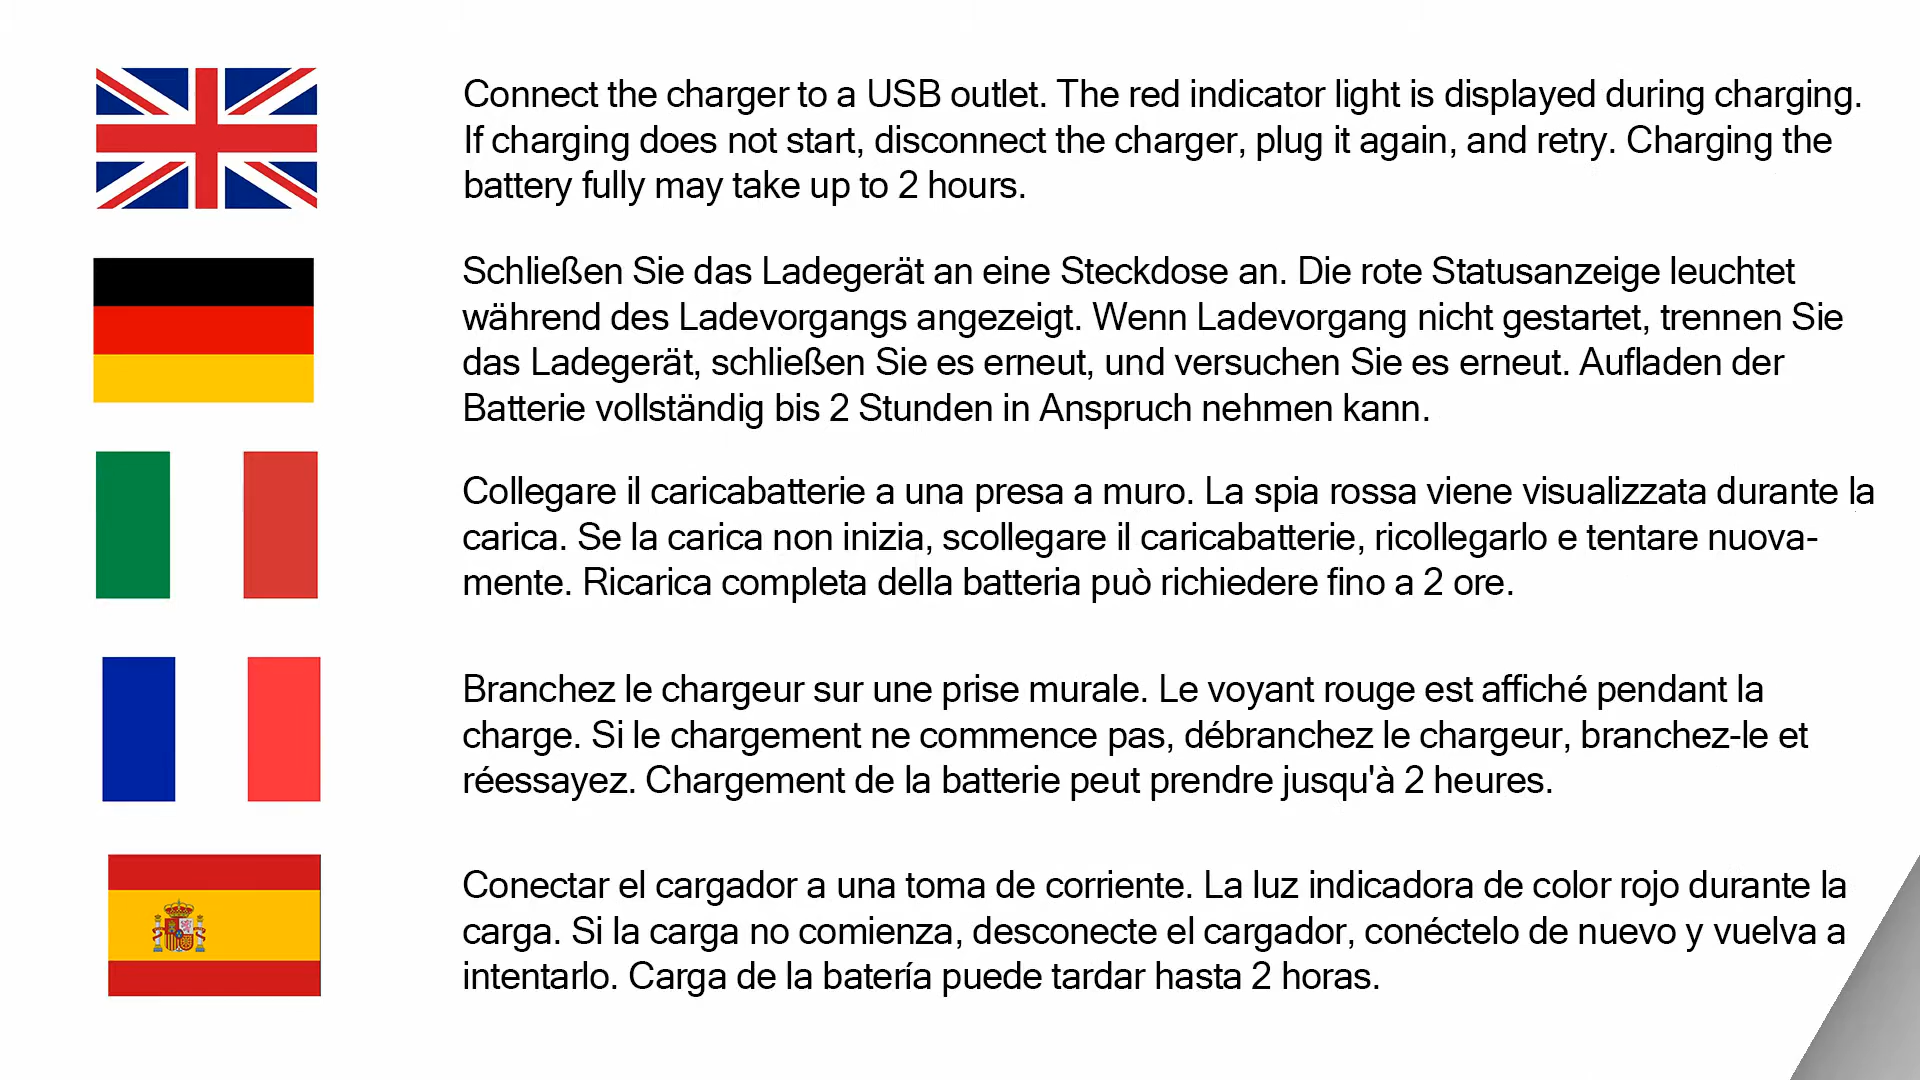 Connect the charger to a USB outlet. The red indicator light is displayed during charging.
If charging does not start, disconnect the charger, plug it again, and retry. Charging the
battery fully may take up to 2 hours.
Schließen Sie das Ladegerät an eine Steckdose an. Die rote Statusanzeige leuchtet
während des Ladevorgangs angezeigt. Wenn Ladevorgang nicht gestartet, trennen Sie
das Ladegerät, schließen Sie es erneut, und versuchen Sie es erneut. Aufladen der
Batterie vollständig bis 2 Stunden in Anspruch nehmen kann.
Collegare il caricabatterie a una presa a muro. La spia rossa viene visualizzata durante la
carica. Se la carica non inizia, scollegare il caricabatterie, ricollegarlo e tentare nuova-
mente. Ricarica completa della batteria può richiedere fino a 2 ore.
Branchez le chargeur sur une prise murale. Le voyant rouge est affiché pendant la
charge. Si le chargement ne commence pas, débranchez le chargeur, branchez-le et
réessayez. Chargement de la batterie peut prendre jusqu'à 2 heures.
Conectar el cargador a una toma de corriente. La luz indicadora de color rojo durante la
carga. Si la carga no comienza, desconecte el cargador, conéctelo de nuevo y vuelva a
intentarlo. Carga de la batería puede tardar hasta 2 horas.